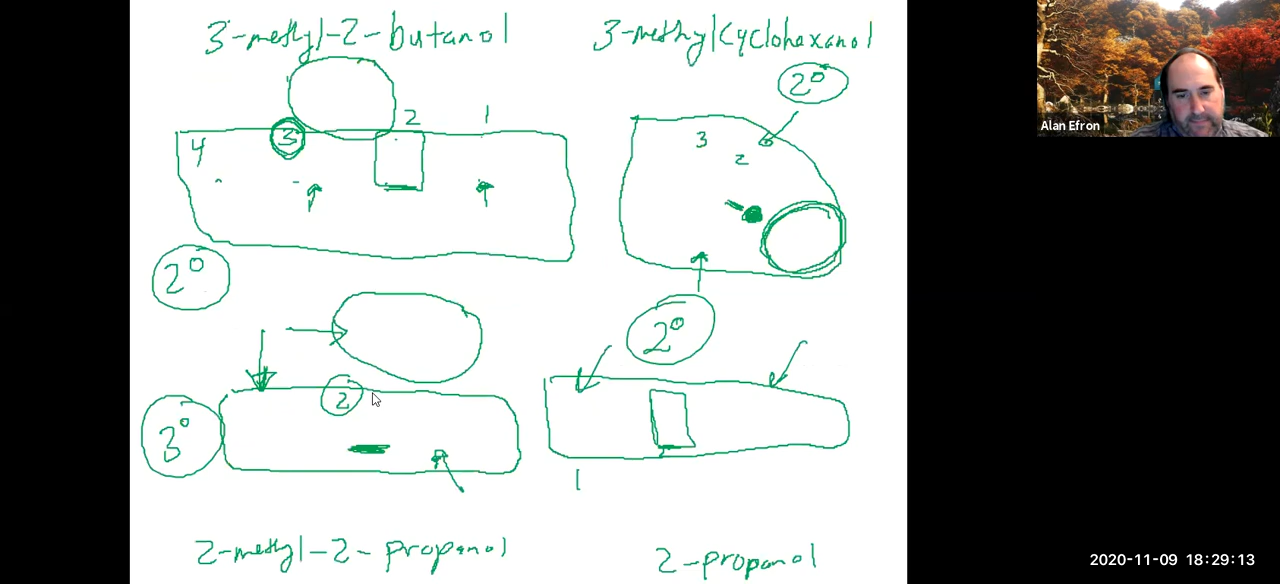 3-methyl-2-butanol
3-methylcyclohexanol
2°
2 1
4 3
3
2
Alan Efron
2°
2°
2
3°
1
2-methyl-2-propanol
2-propanol
2020-11-09 18:29:13